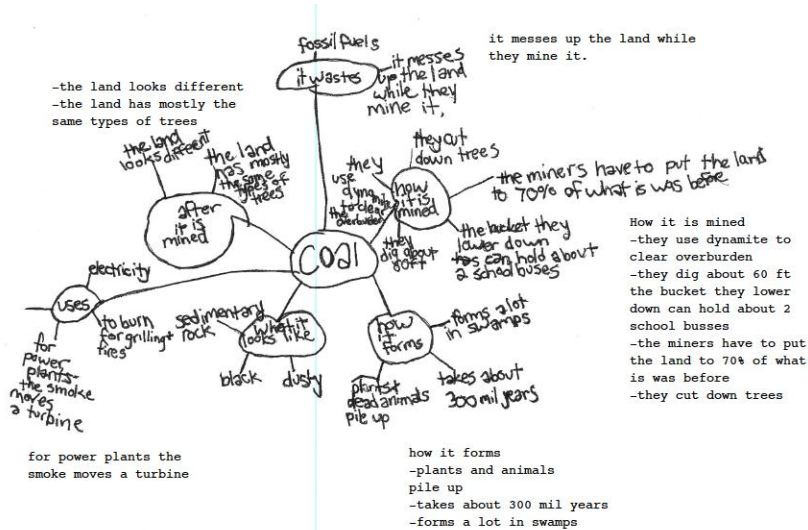 fossil fuels
it wastes
it messes
up the land
while they
mine it,
it messes up the land while
they mine it.
-the land looks different
-the land has mostly the
same types of trees
the land
looks different
the land
has mostly
the same
types of
trees
after
it is
mined
they cut
down trees
they
use
dynamite
to clear
the overburden
how
it is
mined
the miners have to put the land
to 70% of what is was before
they
dig about
60ft
the bucket they
lower down
has can hold about
2 school buses
coal
How it is mined
-they use dynamite to
clear overburden
-they dig about 60 ft
the bucket they lower
down can hold about 2
school busses
-the miners have to put
the land to 70% of what
is was before
-they cut down trees
electricity
uses
to burn
for grilling +
fires
for
power
plants
the smoke
moves
a turbine
sedimentary
rock
what it
looks like
black
dusty
how
it
forms
forms a lot
in swamps
plants +
dead animals
pile up
takes about
300 mil years
for power plants the
smoke moves a turbine
how it forms
-plants and animals
pile up
-takes about 300 mil years
-forms a lot in swamps